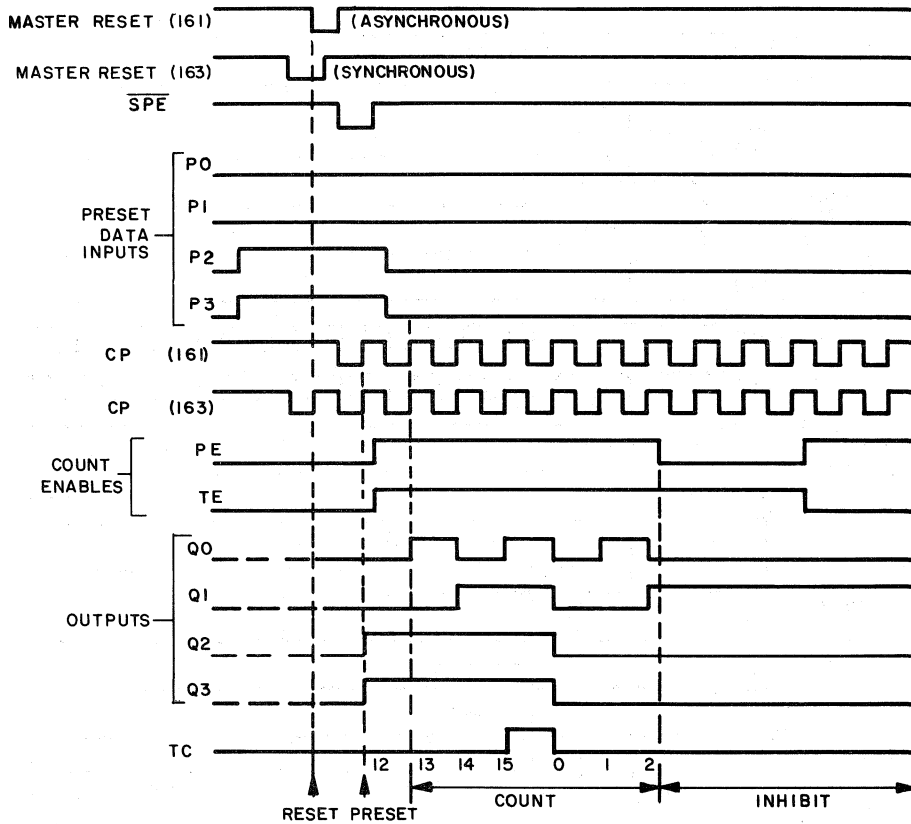 MASTER RESET (161) (ASYNCHRONOUS)
MASTER RESET (163) (SYNCHRONOUS)
SPE
PRESET DATA INPUTS
P0
P1
P2
P3
CP (161)
CP (163)
COUNT ENABLES
PE
TE
OUTPUTS
Q0
Q1
Q2
Q3
TC
12 13 14 15 0 1 2
RESET PRESET COUNT INHIBIT